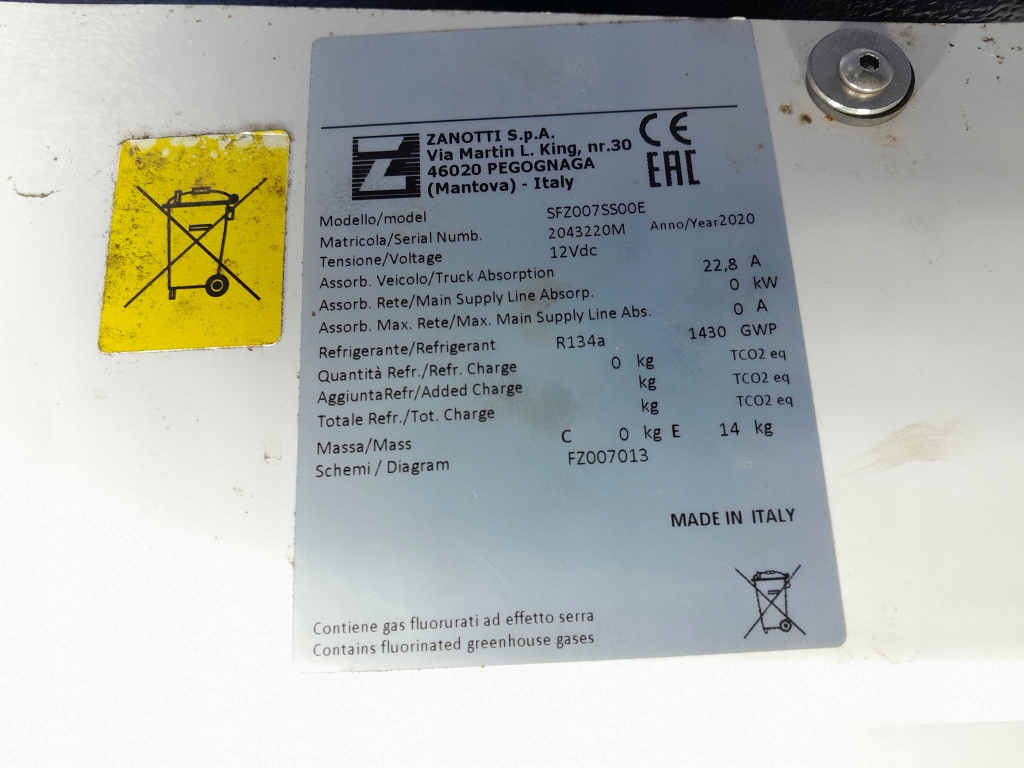 ZANOTTI S.p.A.
Via Martin L. King, nr.30
46020 PEGOGNAGA
(Mantova) - Italy
CE
EAC
Modello/model SFZ007SS00E
Matricola/Serial Numb. 2043220M Anno/Year2020
Tensione/Voltage 12Vdc
Assorb. Veicolo/Truck Absorption 22,8 A
Assorb. Rete/Main Supply Line Absorp. 0 kW
Assorb. Max. Rete/Max. Main Supply Line Abs. 0 A
Refrigerante/Refrigerant R134a 1430 GWP
Quantità Refr./Refr. Charge 0 kg TCO2 eq
AggiuntaRefr/Added Charge kg TCO2 eq
Totale Refr./Tot. Charge kg TCO2 eq
Massa/Mass C 0 kg E 14 kg
Schemi / Diagram FZ007013
MADE IN ITALY
Contiene gas fluorurati ad effetto serra
Contains fluorinated greenhouse gases